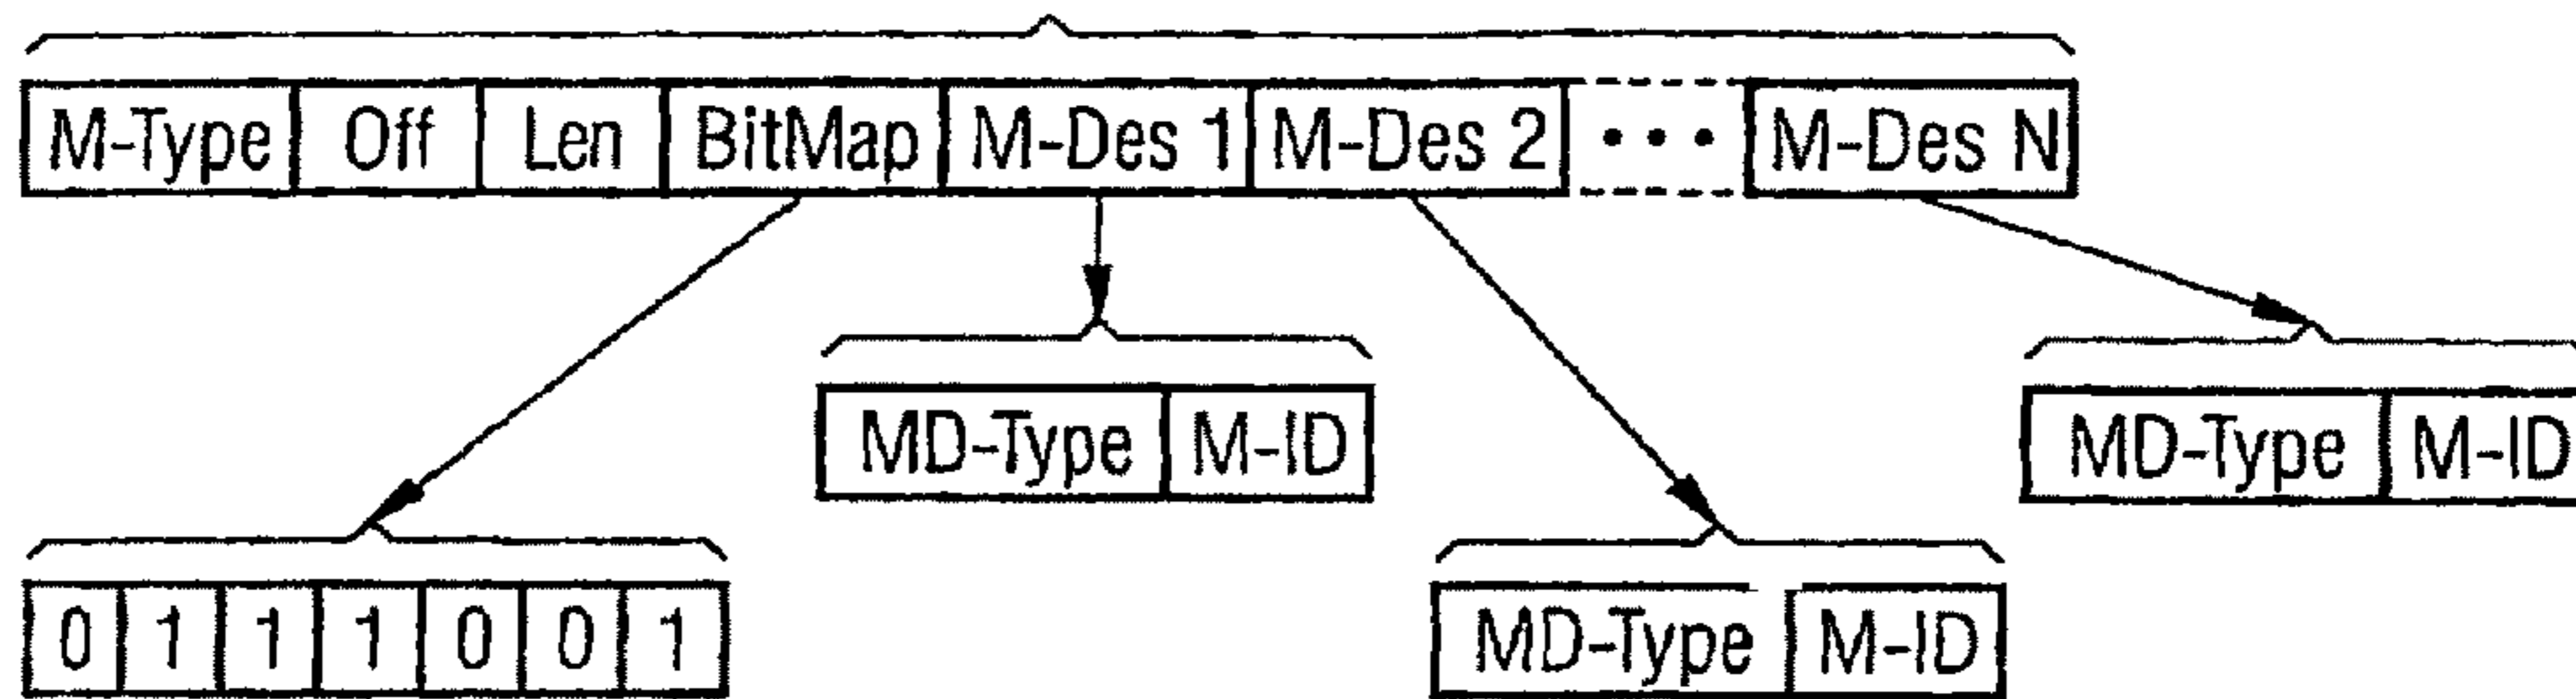 M-Type Off Len BitMap M-Des 1 M-Des 2 ••• M-Des N
MD-Type M-ID MD-Type M-ID
0 1 1 1 0 0 1 MD-Type M-ID